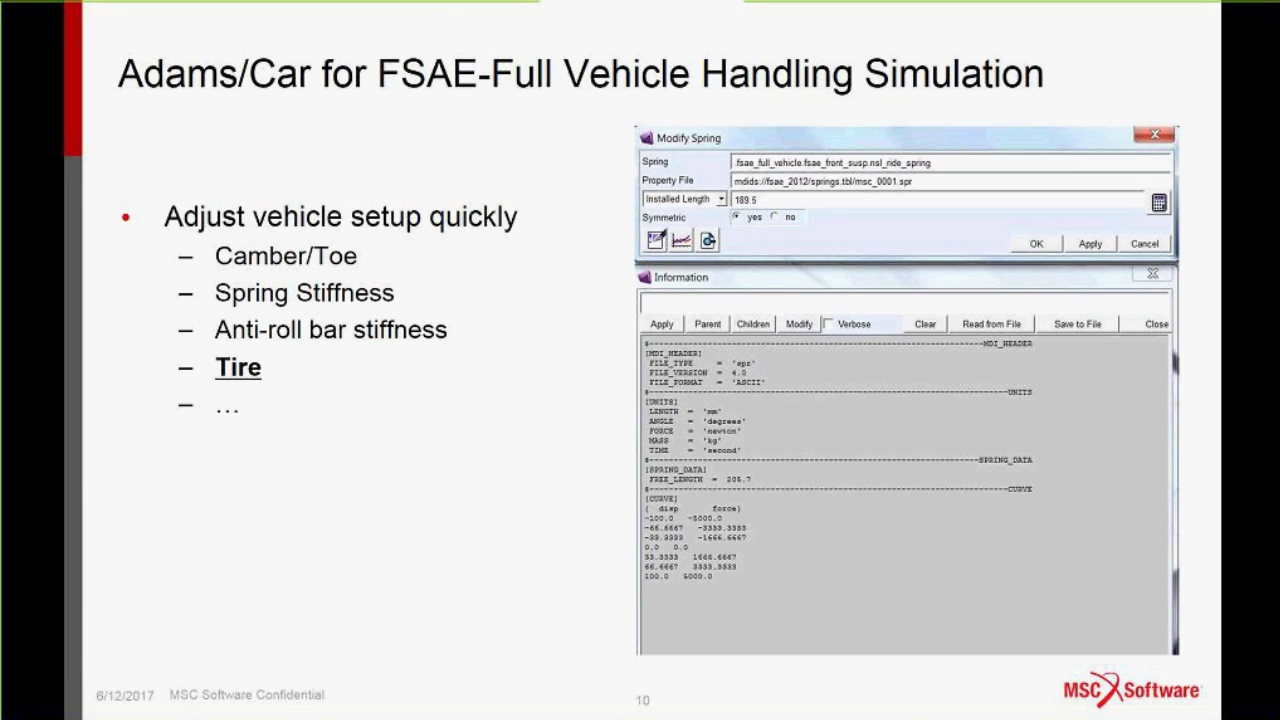 Adams/Car for FSAE-Full Vehicle Handling Simulation
• Adjust vehicle setup quickly
– Camber/Toe
– Spring Stiffness
– Anti-roll bar stiffness
– Tire
– …
Modify Spring
Spring .fsae_full_vehicle.fsae_front_susp.nsl_ride_spring
Property File mdids://fsae_2012/springs.tbl/msc_0001.spr
Installed Length 189.5
Symmetric yes no
OK Apply Cancel
Information
Apply Parent Children Modify Verbose Clear Read from File Save to File Close
$---------------------------------------------------------------------MDI_HEADER
[MDI_HEADER]
FILE_TYPE = 'spr'
FILE_VERSION = 4.0
FILE_FORMAT = 'ASCII'
$--------------------------------------------------------------------------UNITS
[UNITS]
LENGTH = 'mm'
ANGLE = 'degrees'
FORCE = 'newton'
MASS = 'kg'
TIME = 'second'
$--------------------------------------------------------------------SPRING_DATA
[SPRING_DATA]
FREE_LENGTH = 205.7
$--------------------------------------------------------------------------CURVE
[CURVE]
{ disp force}
-100.0 -5000.0
-66.6667 -3333.3333
-33.3333 -1666.6667
0.0 0.0
33.3333 1666.6667
66.6667 3333.3333
100.0 5000.0
6/12/2017 MSC Software Confidential
10
MSC Software